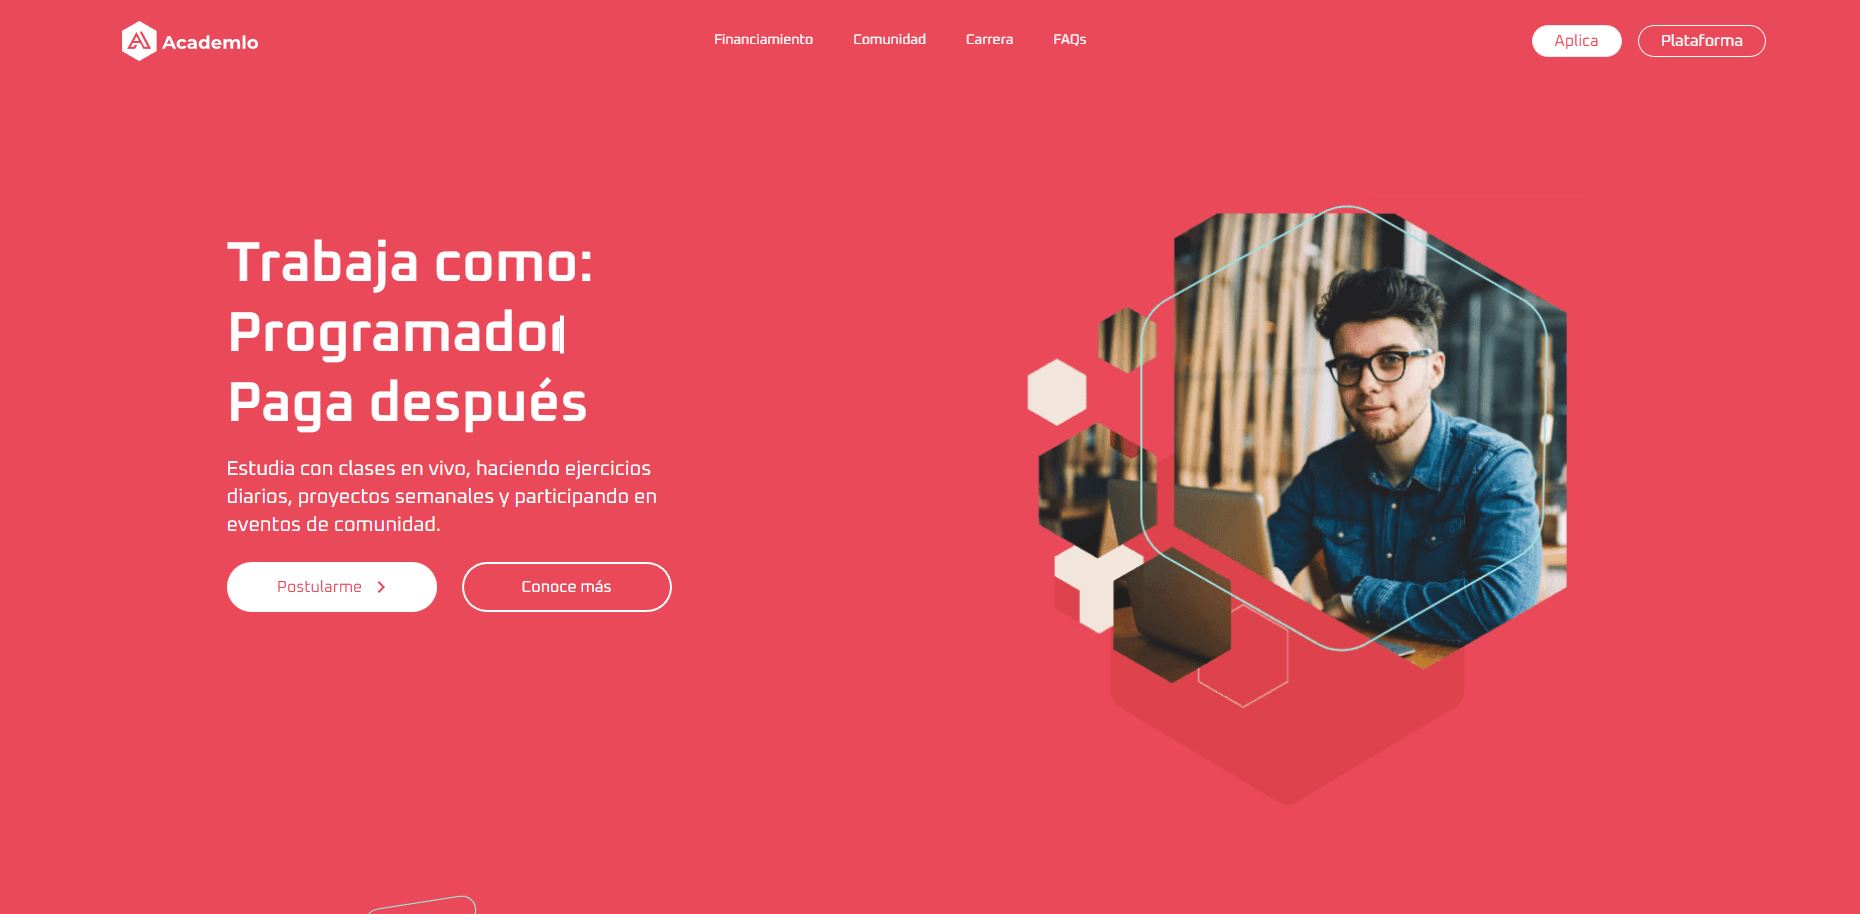 Academlo
Financiamiento
Comunidad
Carrera
FAQs
Aplica
Plataforma
Trabaja como:
Programador
Paga después
Estudia con clases en vivo, haciendo ejercicios
diarios, proyectos semanales y participando en
eventos de comunidad.
Postularme
Conoce más